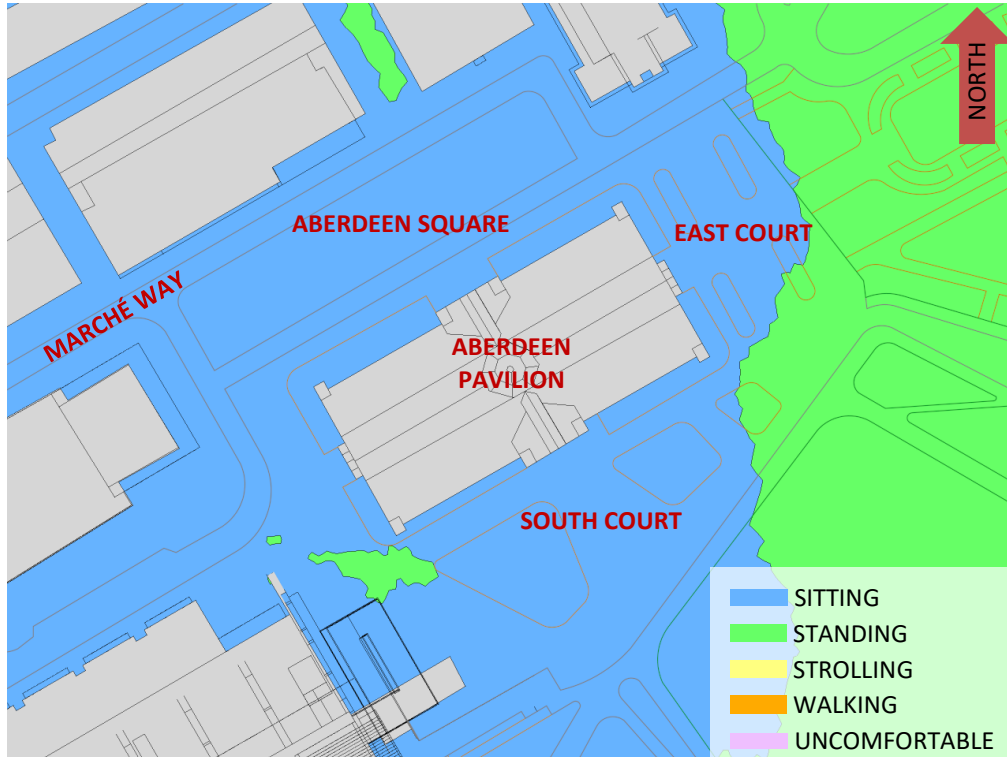 NORTH
ABERDEEN SQUARE
EAST COURT
MARCHÉ WAY
ABERDEEN
PAVILION
SOUTH COURT
SITTING
STANDING
STROLLING
WALKING
UNCOMFORTABLE